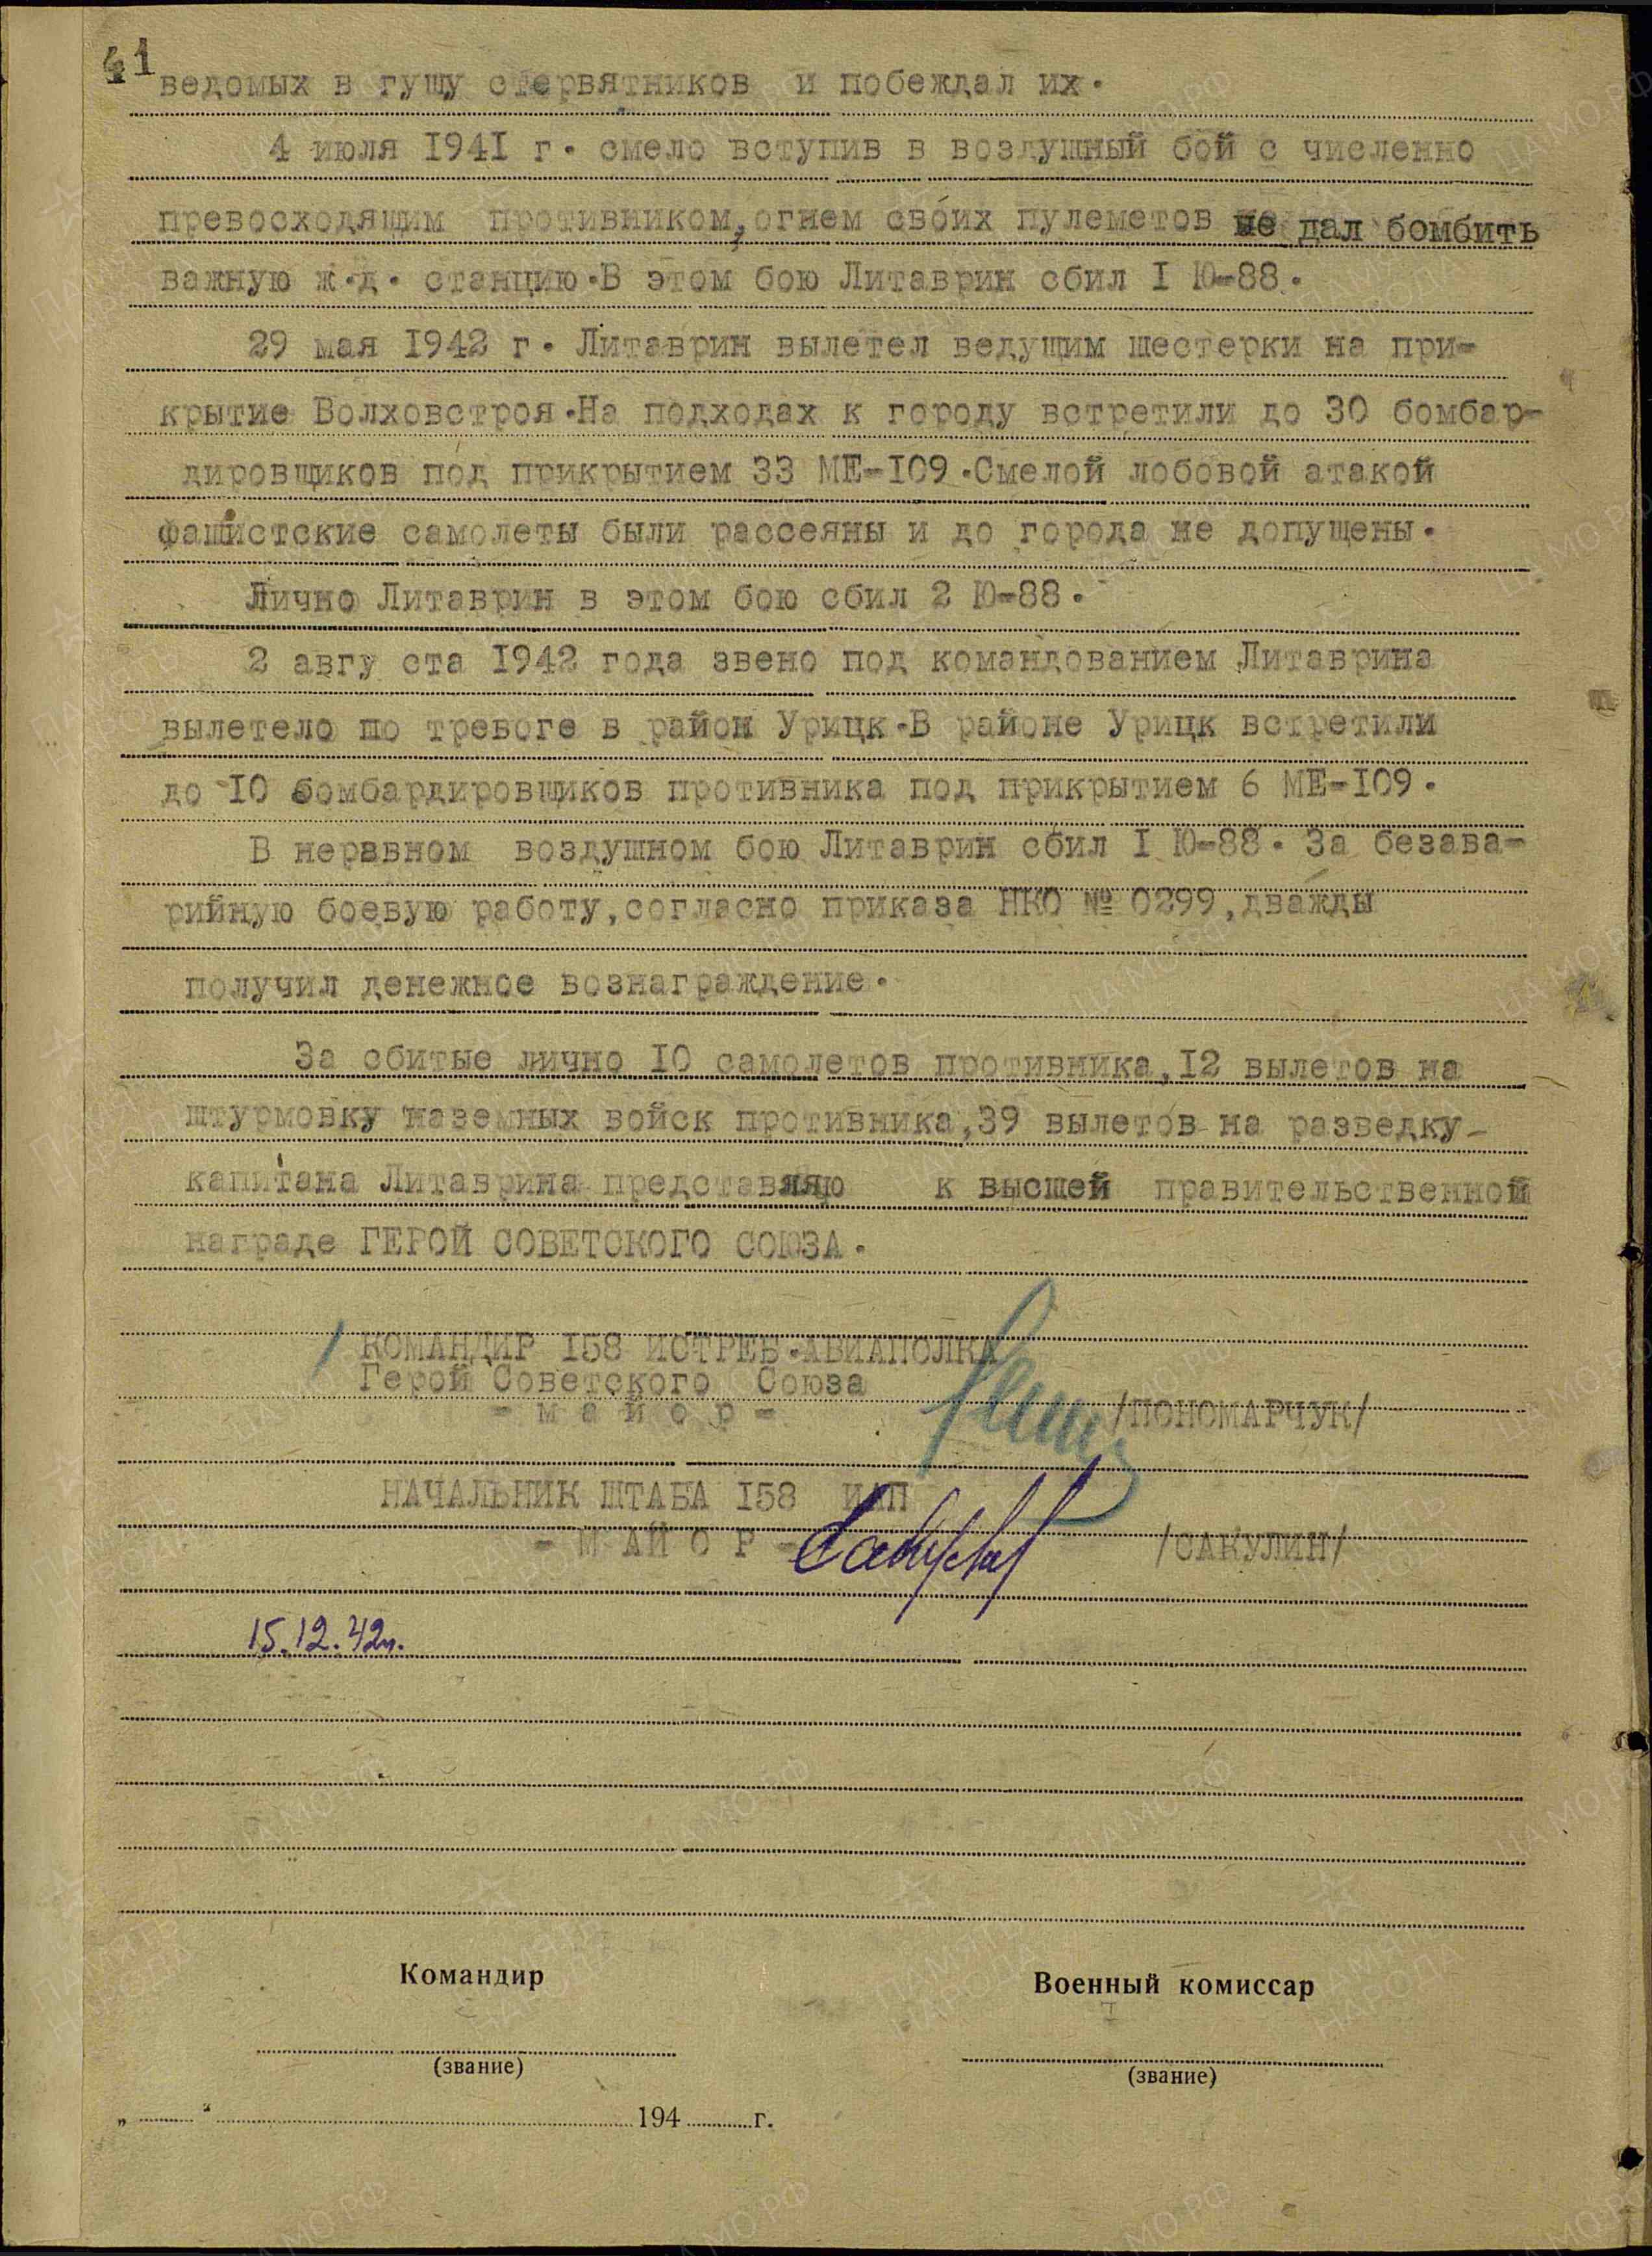 41
ведомых в гущу стервятников и побеждал их.
4 июля 1941 г. смело вступив в воздушный бой с численно
превосходящим противником, огнем своих пулеметов не дал бомбить
важную ж.д. станцию.В этом бою Литаврин сбил I Ю-88.
29 мая 1942 г. Литаврин вылетел ведущим шестерки на при-
крытие Волховстроя.На подходах к городу встретили до 30 бомбар-
дировщиков под прикрытием 33 МЕ-109.Смелой лобовой атакой
фашистские самолеты были рассеяны и до города не допущены.
Лично Литаврин в этом бою сбил 2 Ю-88.
2 авгу ста 1942 года звено под командованием Литаврина
вылетело по тревоге в район Урицк.В районе Урицк встретили
до 10 бомбардировщиков противника под прикрытием 6 МЕ-109.
В неравном воздушном бою Литаврин сбил I Ю-88. За безава-
рийную боевую работу,согласно приказа НКО № 0299,дважды
получил денежное вознаграждение.
За сбитые лично 10 самолетов противника,12 вылетов на
штурмовку наземных войск противника,39 вылетов на разведку-
капитана Литаврина представляю к высшей правительственной
награде ГЕРОЙ СОВЕТСКОГО СОЮЗА.
КОМАНДИР 158 ИСТРЕБ.АВИАПОЛКА
Герой Советского Союза
- м а й о р -
/ПОНОМАРЧУК/
НАЧАЛЬНИК ШТАБА 158 ИАП
- М АЙ О Р -
/САКУЛИН/
15.12.42г.
Командир
Военный комиссар
(звание)
(звание)
„ “ 194 г.